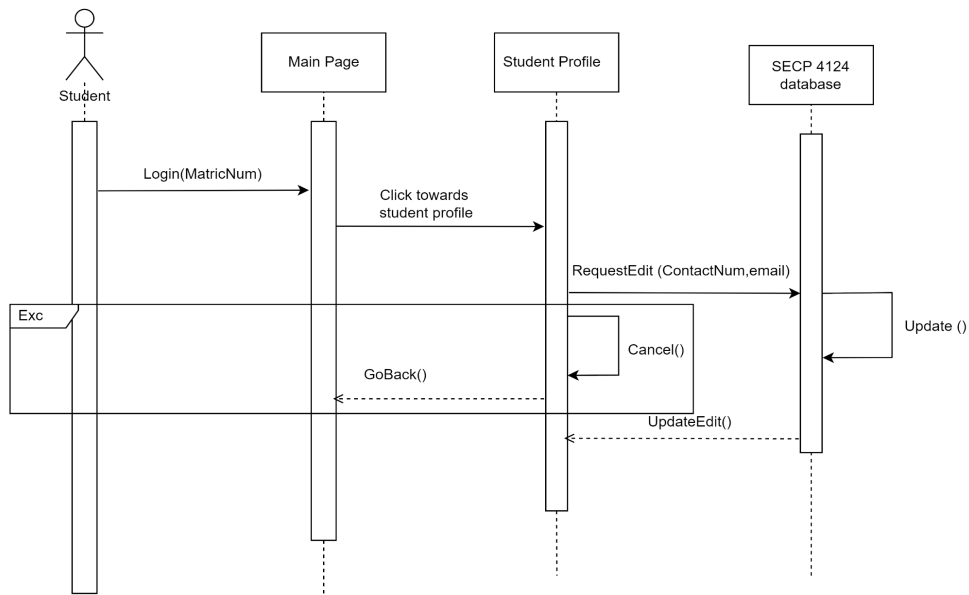 Student
Main Page
Student Profile
SECP 4124
database
Login(MatricNum)
Click towards
student profile
RequestEdit (ContactNum,email)
Exc
Update ()
Cancel()
GoBack()
UpdateEdit()